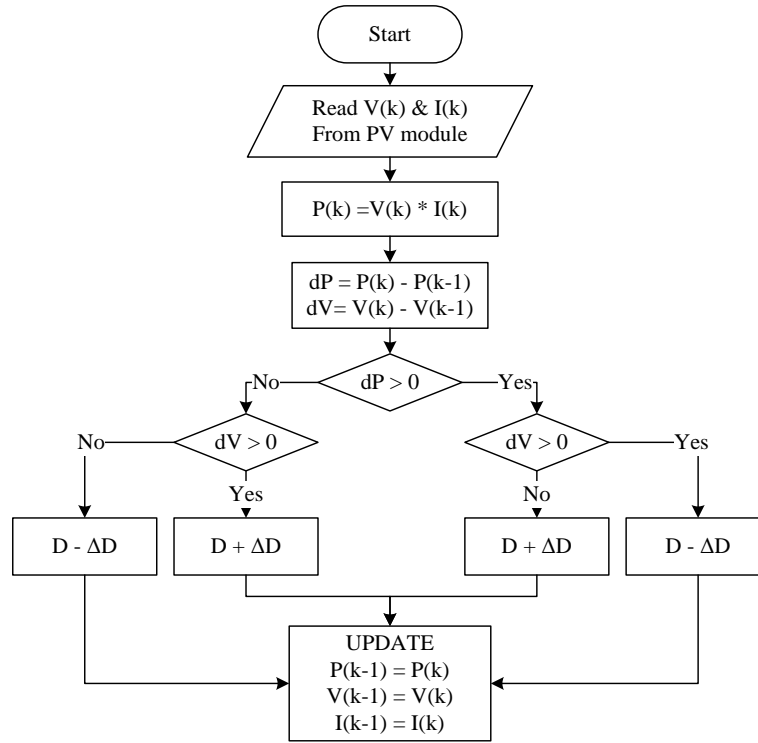 Start
Read V(k) & I(k)
From PV module
P(k) =V(k) * I(k)
dP = P(k) - P(k-1)
dV= V(k) - V(k-1)
No
dP > 0
Yes
No
dV > 0
dV > 0
Yes
Yes
No
D - ΔD
D + ΔD
D + ΔD
D - ΔD
UPDATE
P(k-1) = P(k)
V(k-1) = V(k)
I(k-1) = I(k)